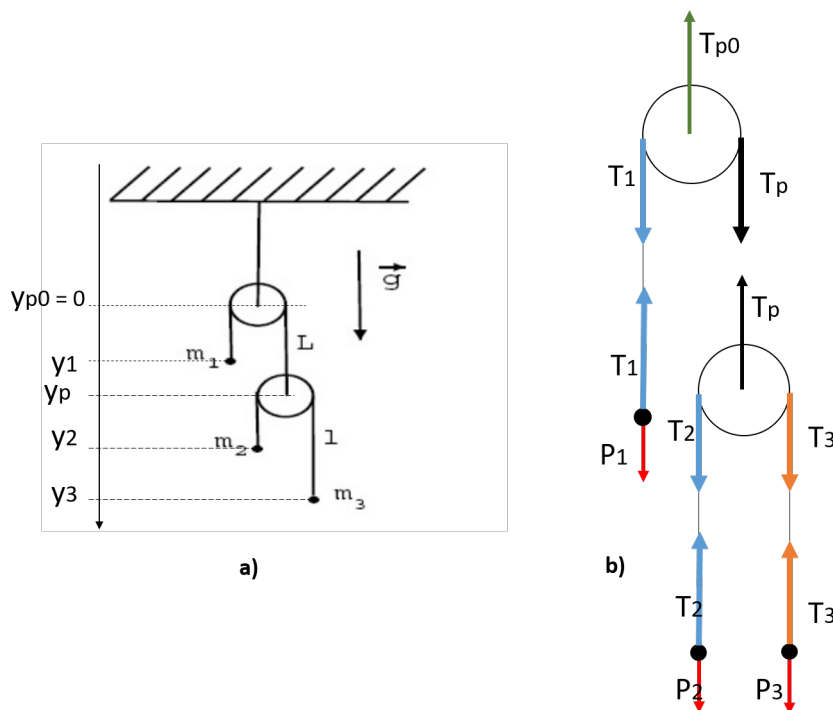 yp0 = 0
y1
yp
y2
y3
m1
L
m2
l
m3
g
a)
Tp0
T1
Tp
Tp
T1
P1
T2
T3
T2
T3
P2
P3
b)